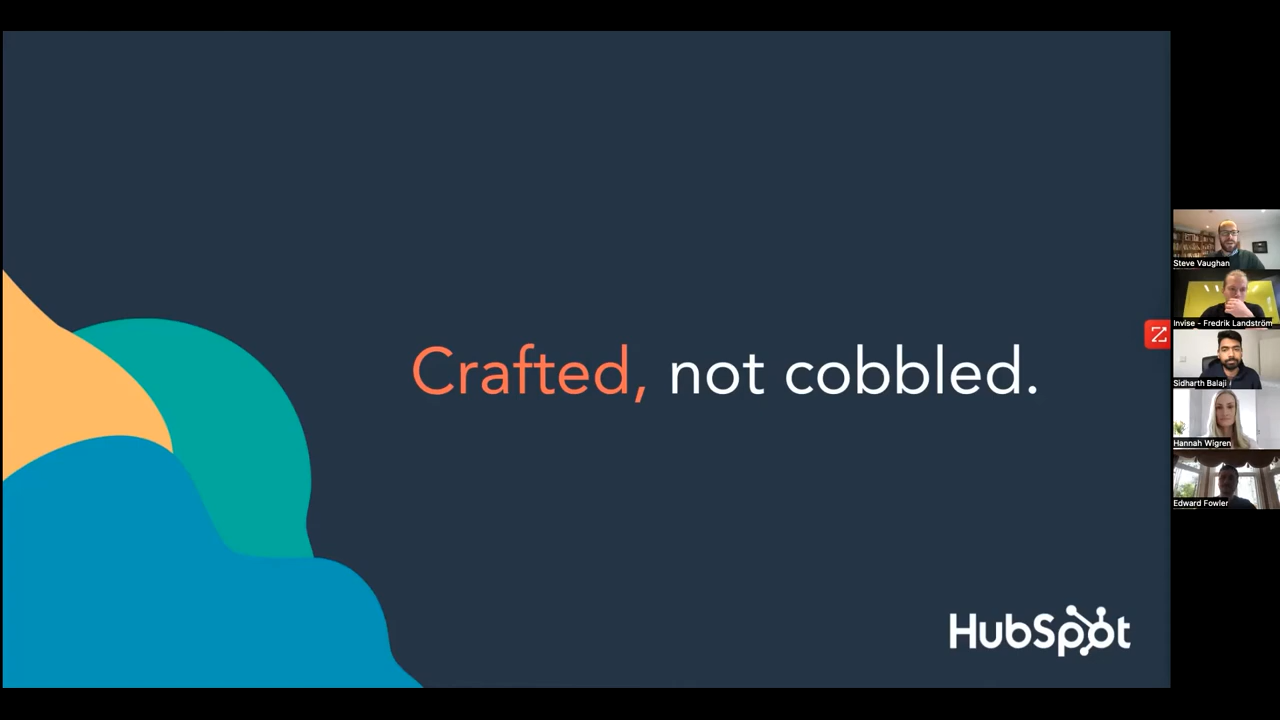 Crafted, not cobbled.
HubSpot
Steve Vaughan
Invise - Fredrik Landström
Sidharth Balaji
Hannah Wigren
Edward Fowler